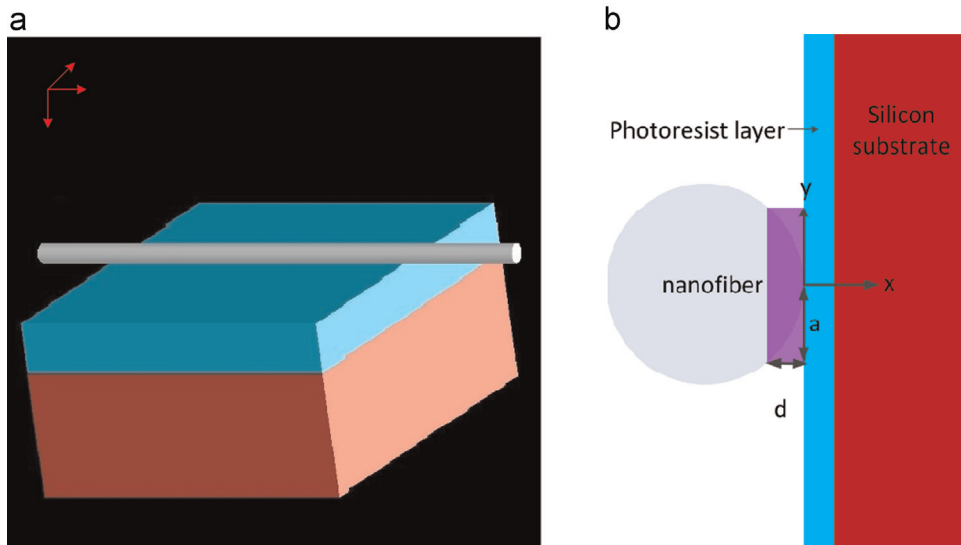 a
b
Photoresist layer
Silicon
substrate
y
nanofiber
x
a
d